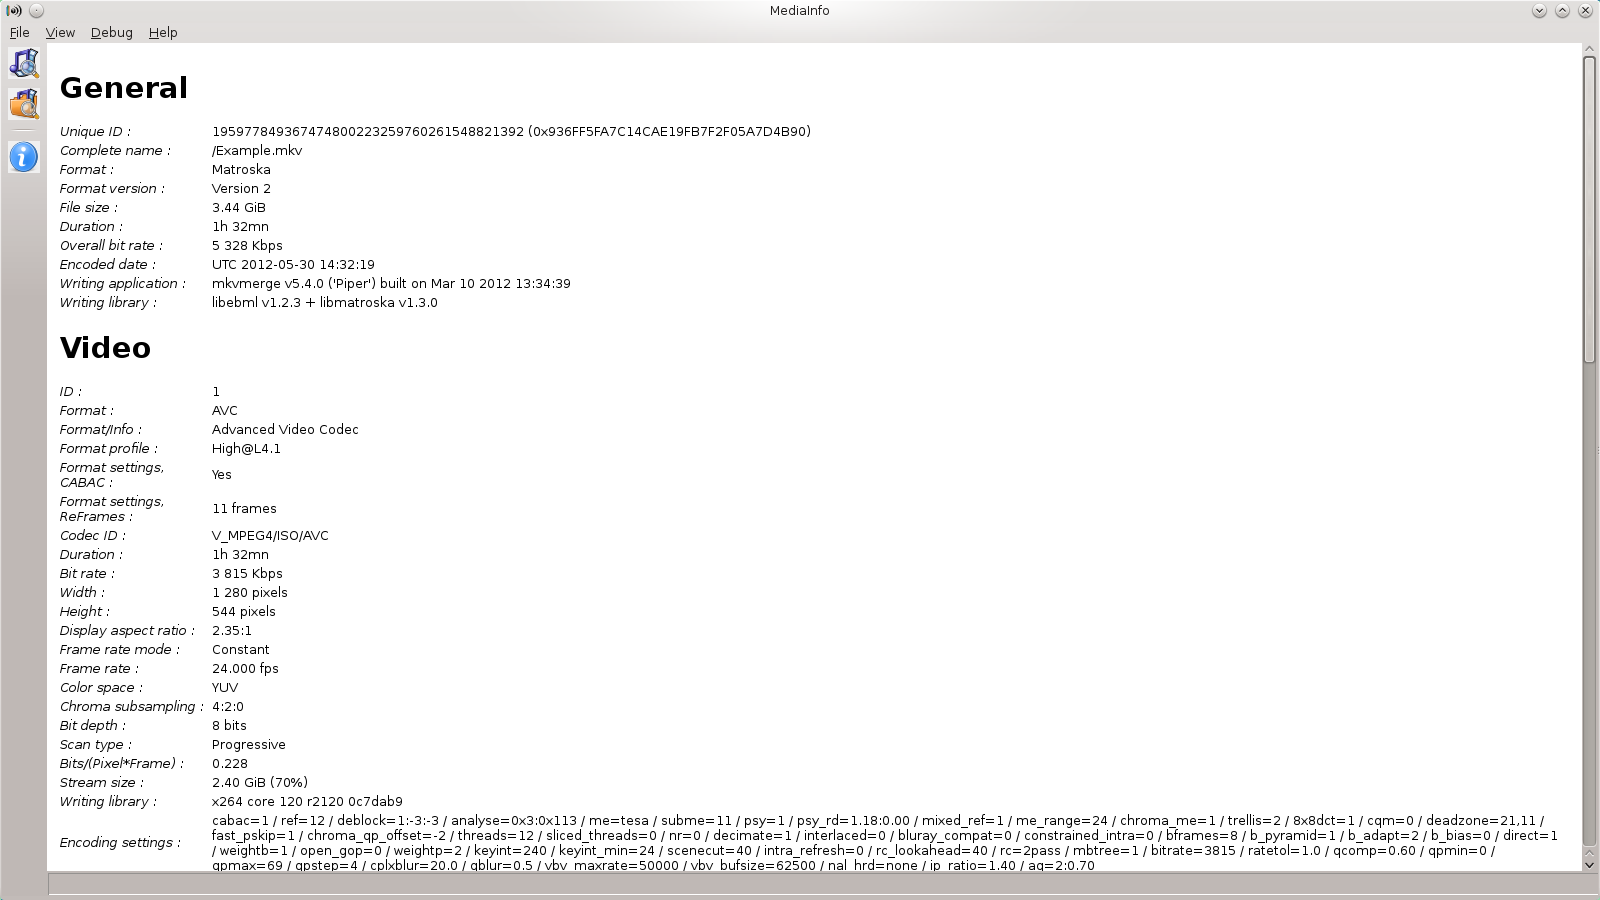 MediaInfo
File View Debug Help
General
Unique ID : 195977849367474800223259760261548821392 (0x936FF5FA7C14CAE19FB7F2F05A7D4B90)
Complete name : /Example.mkv
Format : Matroska
Format version : Version 2
File size : 3.44 GiB
Duration : 1h 32mn
Overall bit rate : 5 328 Kbps
Encoded date : UTC 2012-05-30 14:32:19
Writing application : mkvmerge v5.4.0 ('Piper') built on Mar 10 2012 13:34:39
Writing library : libebml v1.2.3 + libmatroska v1.3.0
Video
ID : 1
Format : AVC
Format/Info : Advanced Video Codec
Format profile : High@L4.1
Format settings,
CABAC : Yes
Format settings,
ReFrames : 11 frames
Codec ID : V_MPEG4/ISO/AVC
Duration : 1h 32mn
Bit rate : 3 815 Kbps
Width : 1 280 pixels
Height : 544 pixels
Display aspect ratio : 2.35:1
Frame rate mode : Constant
Frame rate : 24.000 fps
Color space : YUV
Chroma subsampling : 4:2:0
Bit depth : 8 bits
Scan type : Progressive
Bits/(Pixel*Frame) : 0.228
Stream size : 2.40 GiB (70%)
Writing library : x264 core 120 r2120 0c7dab9
Encoding settings : cabac=1 / ref=12 / deblock=1:-3:-3 / analyse=0x3:0x113 / me=tesa / subme=11 / psy=1 / psy_rd=1.18:0.00 / mixed_ref=1 / me_range=24 / chroma_me=1 / trellis=2 / 8x8dct=1 / cqm=0 / deadzone=21,11 /
fast_pskip=1 / chroma_qp_offset=-2 / threads=12 / sliced_threads=0 / nr=0 / decimate=1 / interlaced=0 / bluray_compat=0 / constrained_intra=0 / bframes=8 / b_pyramid=1 / b_adapt=2 / b_bias=0 / direct=1
/ weightb=1 / open_gop=0 / weightp=2 / keyint=240 / keyint_min=24 / scenecut=40 / intra_refresh=0 / rc_lookahead=40 / rc=2pass / mbtree=1 / bitrate=3815 / ratetol=1.0 / qcomp=0.60 / qpmin=0 /
qpmax=69 / qpstep=4 / cplxblur=20.0 / qblur=0.5 / vbv_maxrate=50000 / vbv_bufsize=62500 / nal_hrd=none / ip_ratio=1.40 / aq=2:0.70